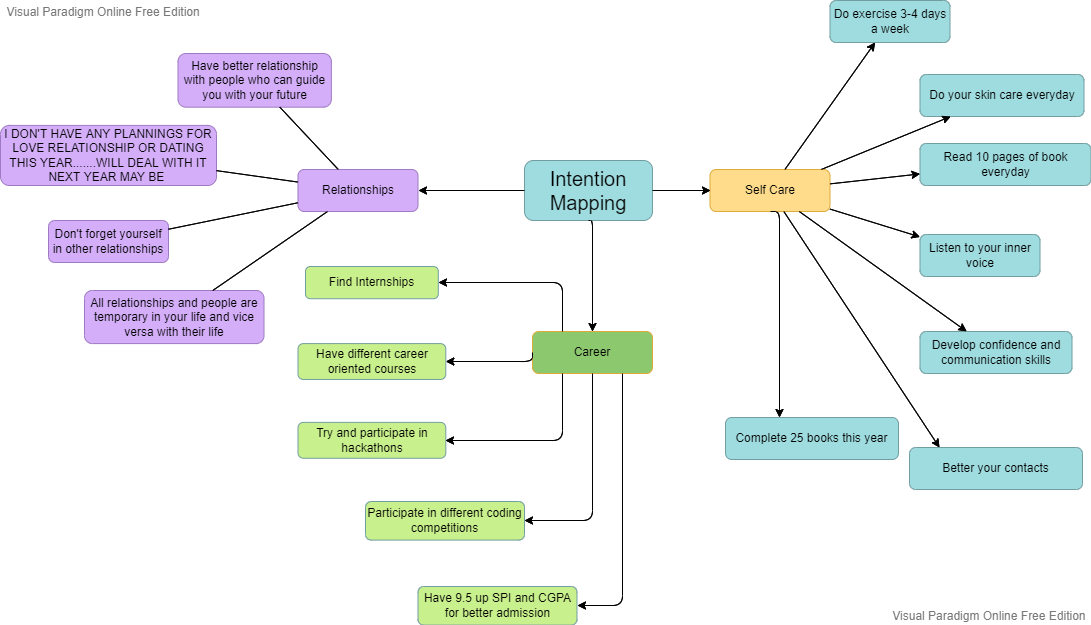 Visual Paradigm Online Free Edition
Do exercise 3-4 days
a week
Have better relationship
with people who can guide
you with your future
Do your skin care everyday
I DON'T HAVE ANY PLANNINGS FOR
LOVE RELATIONSHIP OR DATING
THIS YEAR.......WILL DEAL WITH IT
NEXT YEAR MAY BE
Read 10 pages of book
everyday
Relationships
Intention
Mapping
Self Care
Don't forget yourself
in other relationships
Listen to your inner
voice
Find Internships
All relationships and people are
temporary in your life and vice
versa with their life
Career
Have different career
oriented courses
Develop confidence and
communication skills
Try and participate in
hackathons
Complete 25 books this year
Better your contacts
Participate in different coding
competitions
Have 9.5 up SPI and CGPA
for better admission
Visual Paradigm Online Free Edition